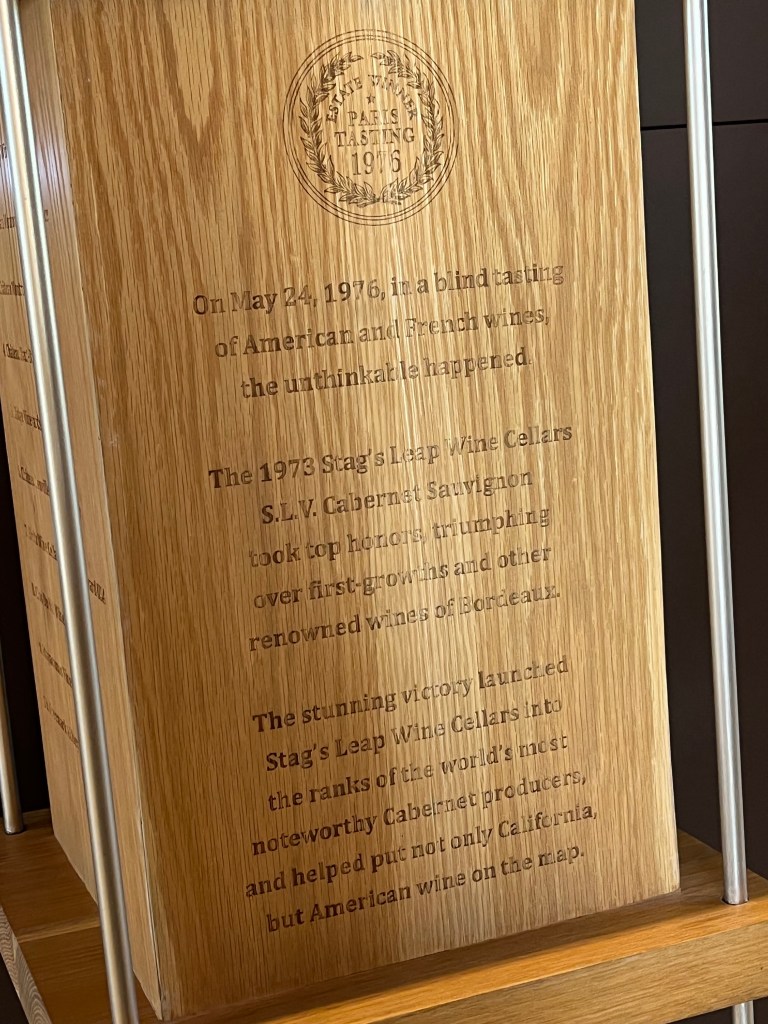 ESTATE WINNER
PARIS
TASTING
1976
On May 24, 1976, in a blind tasting
of American and French wines,
the unthinkable happened.
The 1973 Stag's Leap Wine Cellars
S.L.V. Cabernet Sauvignon
took top honors, triumphing
over first-growths and other
renowned wines of Bordeaux.
The stunning victory launched
Stag's Leap Wine Cellars into
the ranks of the world's most
noteworthy Cabernet producers,
and helped put not only California,
but American wine on the map.